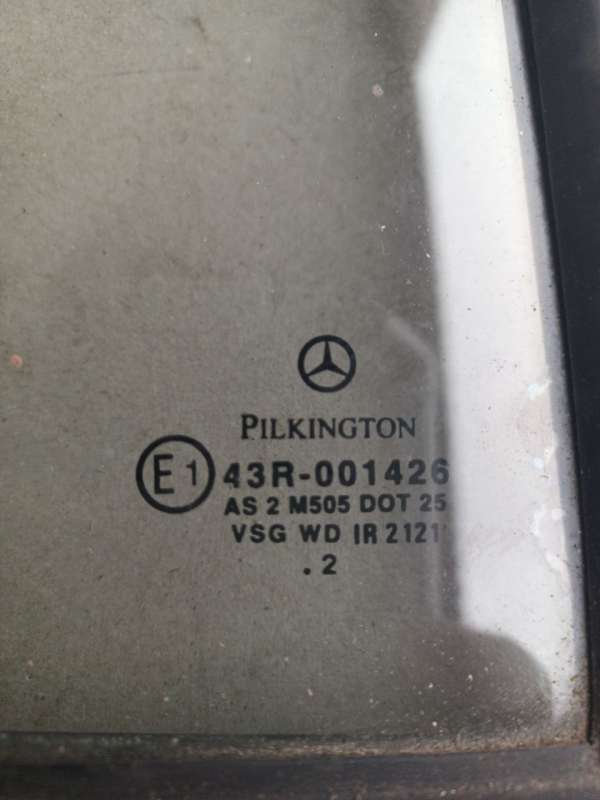 PILKINGTON
E1 43R-001426
AS 2 M505 DOT 25
VSG WD IR 2121
. 2